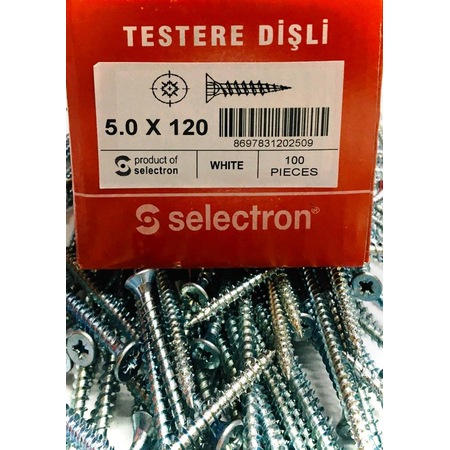 TESTERE DİŞLİ
5.0 X 120
8697831202509
product of
selectron
WHITE
100
PIECES
selectron®